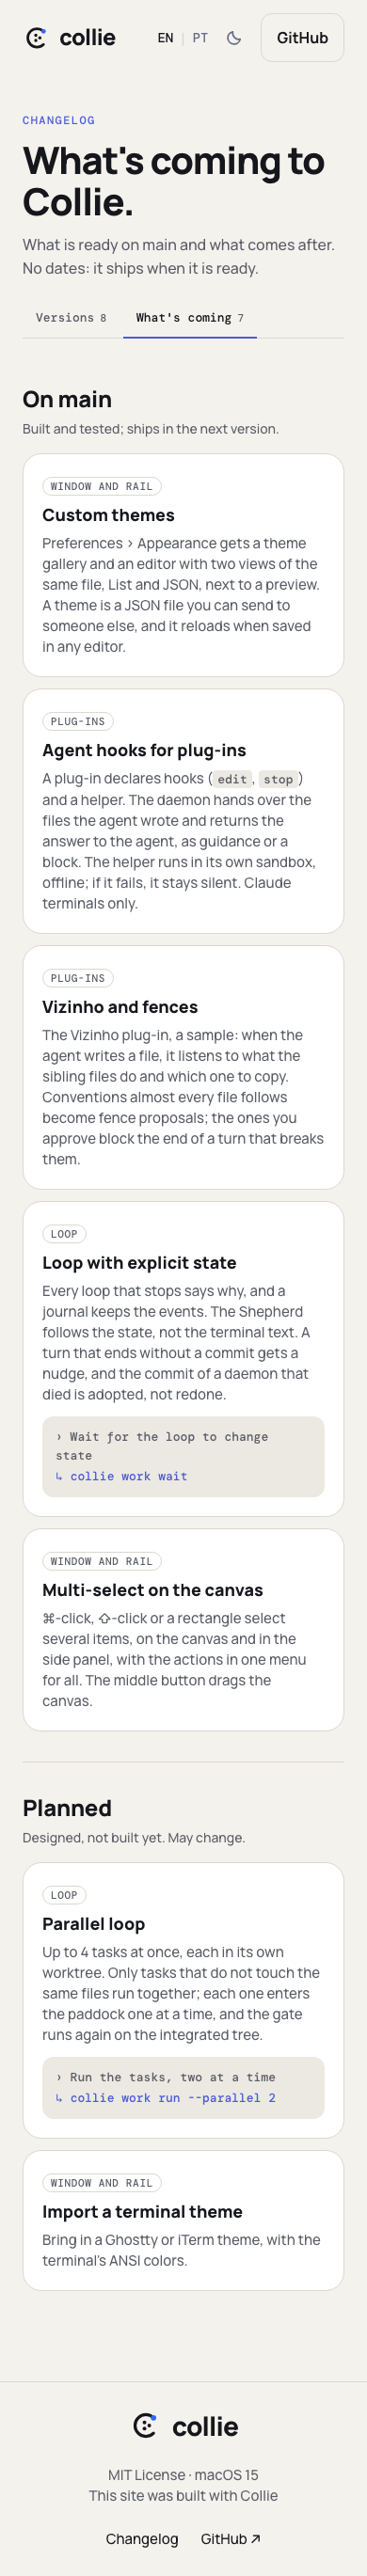 collie EN | PT GitHub
CHANGELOG
What's coming to
Collie.
What is ready on main and what comes after.
No dates: it ships when it is ready.
Versions 8 What's coming 7
On main
Built and tested; ships in the next version.
WINDOW AND RAIL
Custom themes
Preferences > Appearance gets a theme
gallery and an editor with two views of the
same file, List and JSON, next to a preview.
A theme is a JSON file you can send to
someone else, and it reloads when saved
in any editor.
PLUG-INS
Agent hooks for plug-ins
A plug-in declares hooks (edit, stop)
and a helper. The daemon hands over the
files the agent wrote and returns the
answer to the agent, as guidance or a
block. The helper runs in its own sandbox,
offline; if it fails, it stays silent. Claude
terminals only.
PLUG-INS
Vizinho and fences
The Vizinho plug-in, a sample: when the
agent writes a file, it listens to what the
sibling files do and which one to copy.
Conventions almost every file follows
become fence proposals; the ones you
approve block the end of a turn that breaks
them.
LOOP
Loop with explicit state
Every loop that stops says why, and a
journal keeps the events. The Shepherd
follows the state, not the terminal text. A
turn that ends without a commit gets a
nudge, and the commit of a daemon that
died is adopted, not redone.
› Wait for the loop to change
state
↳ collie work wait
WINDOW AND RAIL
Multi-select on the canvas
⌘-click, ⇧-click or a rectangle select
several items, on the canvas and in the
side panel, with the actions in one menu
for all. The middle button drags the
canvas.
Planned
Designed, not built yet. May change.
LOOP
Parallel loop
Up to 4 tasks at once, each in its own
worktree. Only tasks that do not touch the
same files run together; each one enters
the paddock one at a time, and the gate
runs again on the integrated tree.
› Run the tasks, two at a time
↳ collie work run --parallel 2
WINDOW AND RAIL
Import a terminal theme
Bring in a Ghostty or iTerm theme, with the
terminal's ANSI colors.
collie
MIT License · macOS 15
This site was built with Collie
Changelog GitHub ↗